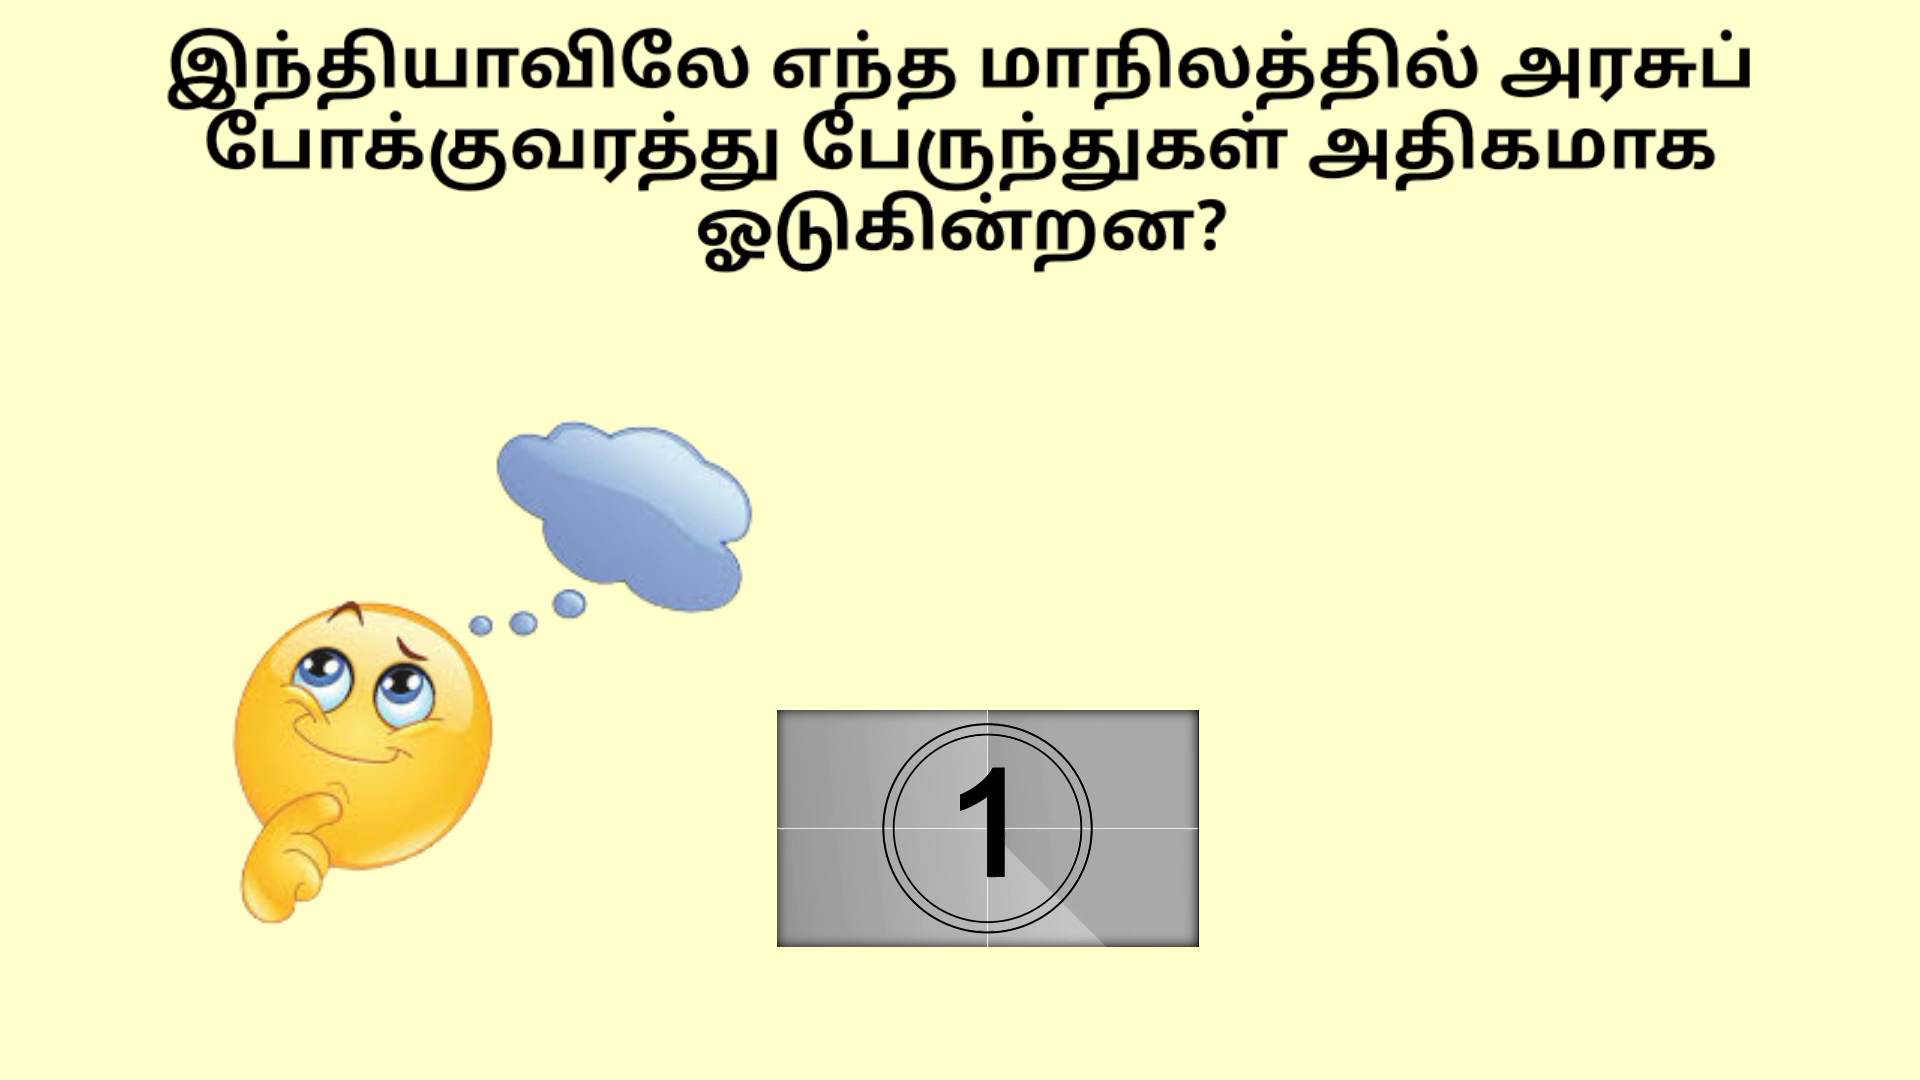 இந்தியாவிலே எந்த மாநிலத்தில் அரசுப்
போக்குவரத்து பேருந்துகள் அதிகமாக
ஓடுகின்றன?
1